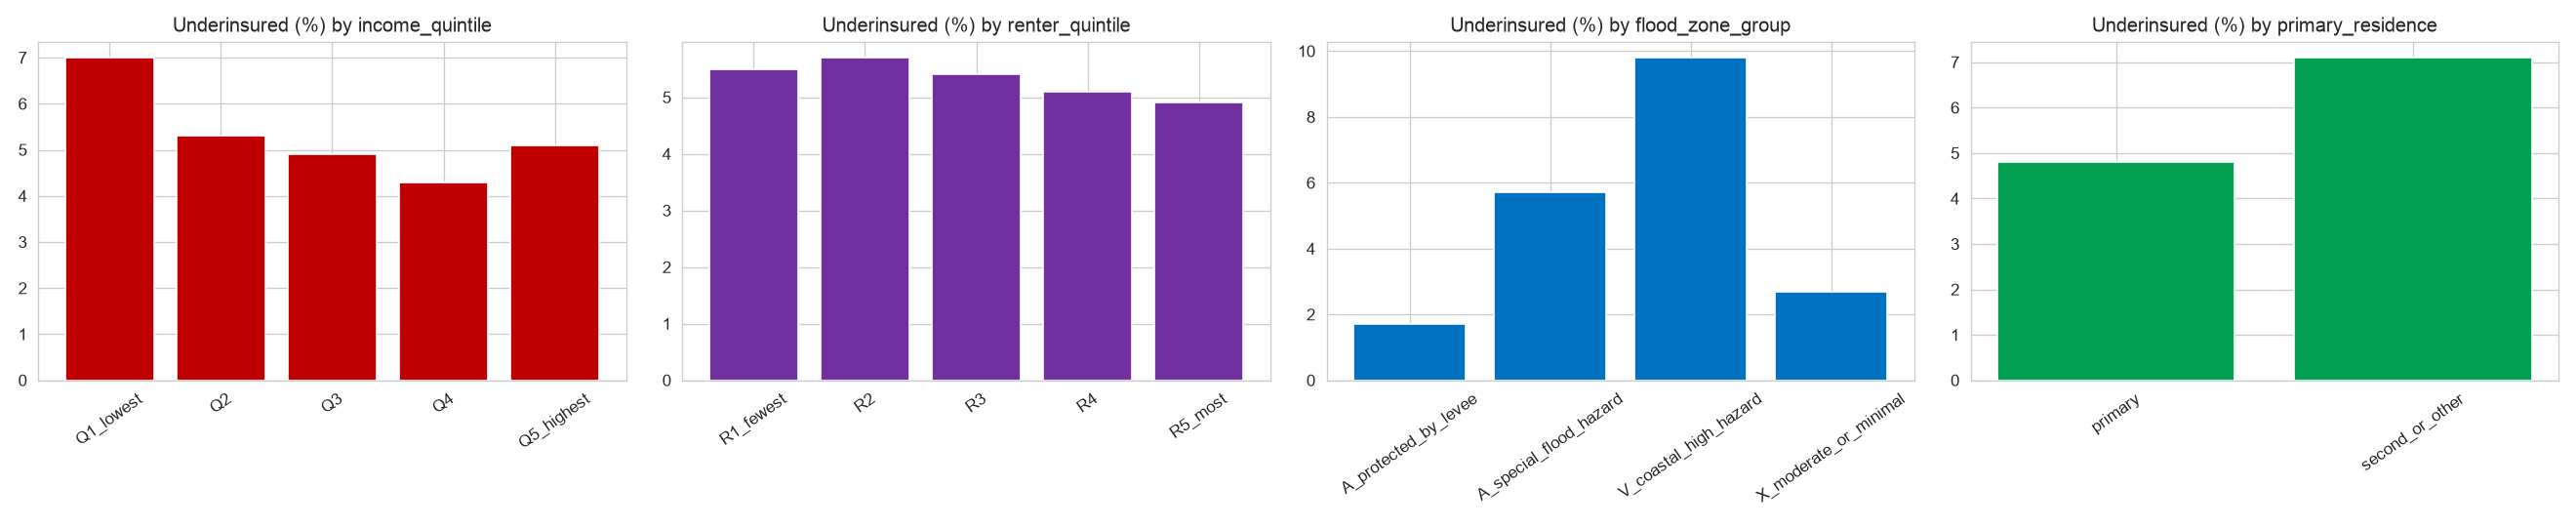 Underinsured (%) by income_quintile
7
6
5
4
3
2
1
0
Q1_lowest
Q2
Q3
Q4
Q5_highest
Underinsured (%) by renter_quintile
5
4
3
2
1
0
R1_fewest
R2
R3
R4
R5_most
Underinsured (%) by flood_zone_group
10
8
6
4
2
0
A_protected_by_levee
A_special_flood_hazard
V_coastal_high_hazard
X_moderate_or_minimal
Underinsured (%) by primary_residence
7
6
5
4
3
2
1
0
primary
second_or_other